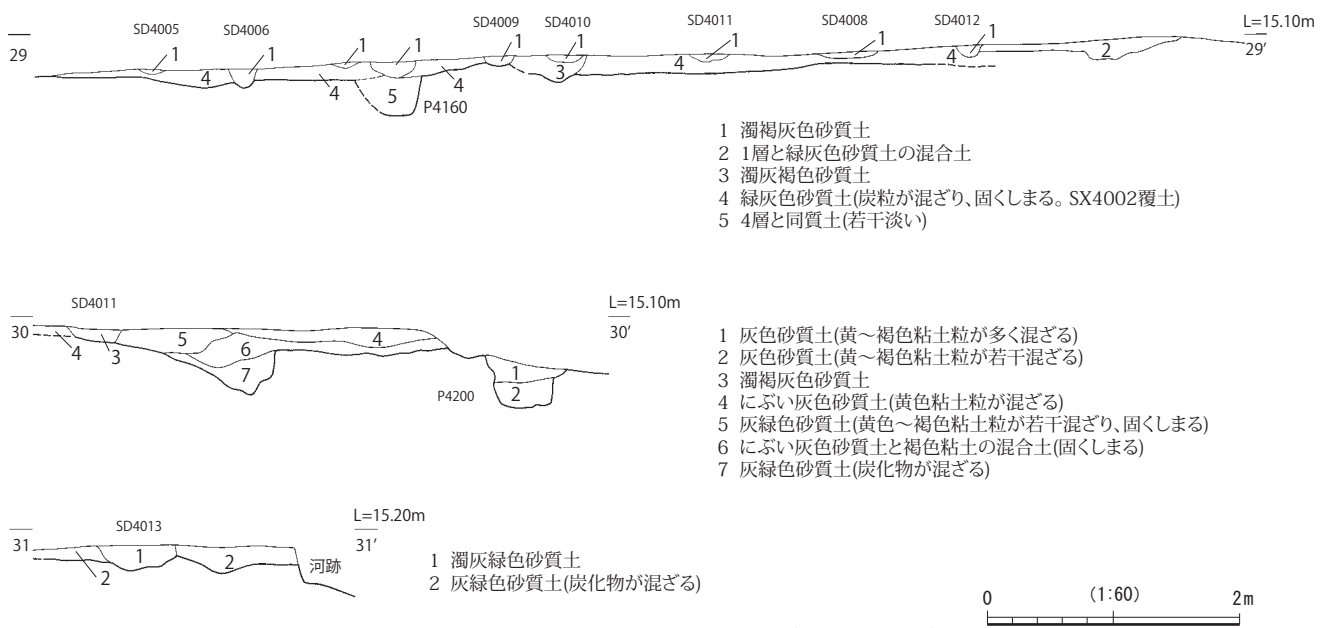 SD4005 SD4006 SD4009 SD4010 SD4011 SD4008 SD4012 L=15.10m
29 1 1 1 1 1 1 1 1 1 2 29′
4 4 5 4 3 4 4
P4160
1 濁褐灰色砂質土
2 1層と緑灰色砂質土の混合土
3 濁灰褐色砂質土
4 緑灰色砂質土(炭粒が混ざり、固くしまる。SX4002覆土)
5 4層と同質土(若干淡い)
SD4011 L=15.10m
30 30′
4 3 5 6 7 4 1 2
P4200
1 灰色砂質土(黄〜褐色粘土粒が多く混ざる)
2 灰色砂質土(黄〜褐色粘土粒が若干混ざる)
3 濁褐灰色砂質土
4 にぶい灰色砂質土(黄色粘土粒が混ざる)
5 灰緑色砂質土(黄色〜褐色粘土粒が若干混ざり、固くしまる)
6 にぶい灰色砂質土と褐色粘土の混合土(固くしまる)
7 灰緑色砂質土(炭化物が混ざる)
SD4013 L=15.20m
31 31′
2 1 2 河跡
1 濁灰緑色砂質土
2 灰緑色砂質土(炭化物が混ざる)
0 (1:60) 2m